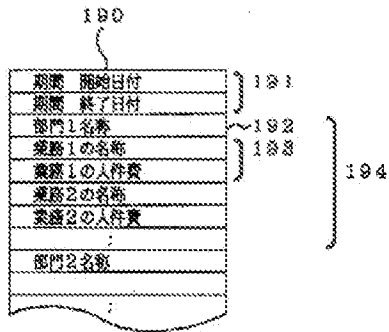 190
期間 開始日付
期間 終了日付
191
部門1名称
192
業務1の名称
193
業務1の人件費
194
業務2の名称
業務2の人件費
:
部門2名称
: